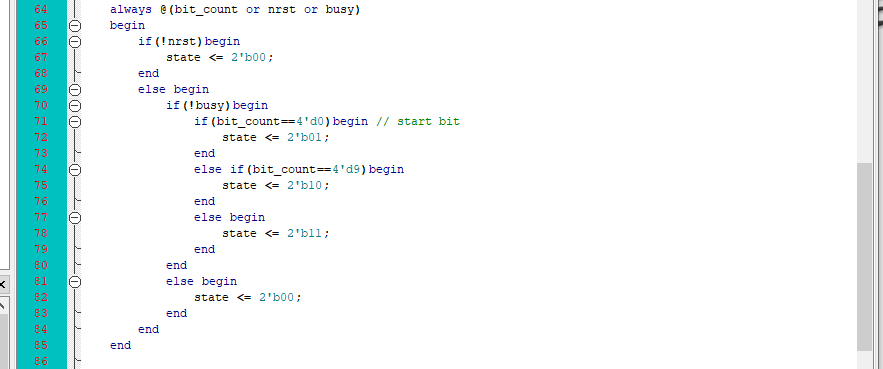 64 always @(bit_count or nrst or busy)
65 begin
66 if(!nrst)begin
67 state <= 2'b00;
68 end
69 else begin
70 if(!busy)begin
71 if(bit_count==4'd0)begin // start bit
72 state <= 2'b01;
73 end
74 else if(bit_count==4'd9)begin
75 state <= 2'b10;
76 end
77 else begin
78 state <= 2'b11;
79 end
80 end
81 else begin
82 state <= 2'b00;
83 end
84 end
85 end
86